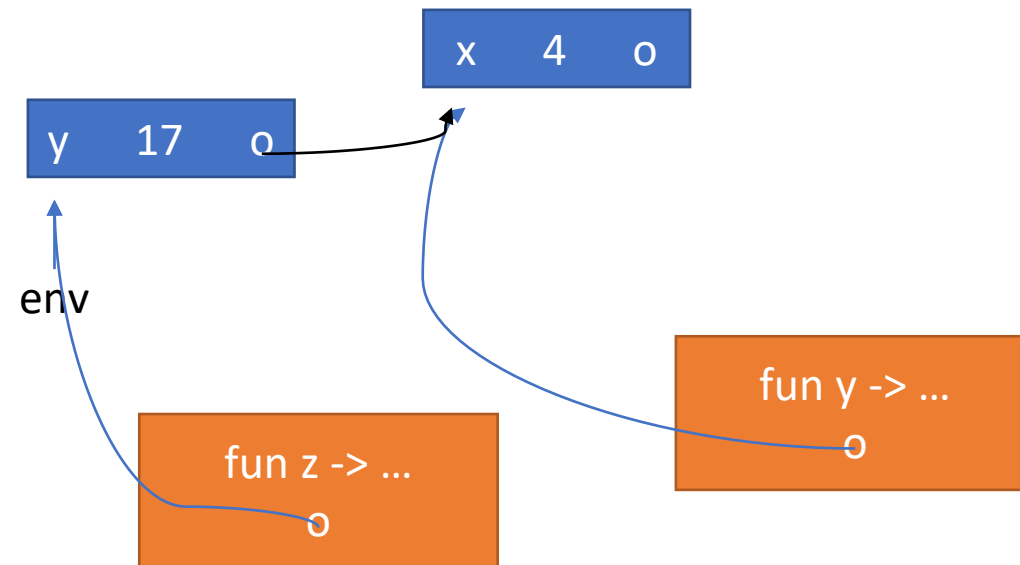 x 4 o
y 17 o
env
fun y -> ...
o
fun z -> ...
o